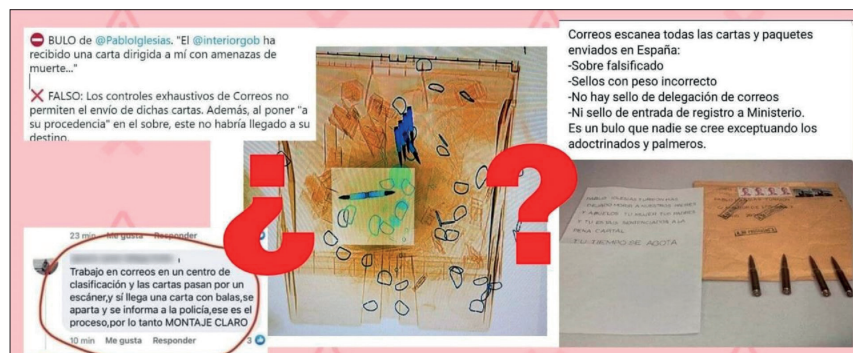 BULO de @PabloIglesias. "El @interiorgob ha
recibido una carta dirigida a mí con amenazas de
muerte..."
FALSO: Los controles exhaustivos de Correos no
permiten el envío de dichas cartas. Además, al poner "a
su procedencia" en el sobre, este no habría llegado a su
destino.
23 min Me gusta Responder
Trabajo en correos en un centro de
clasificación y las cartas pasan por un
escáner,y sí llega una carta con balas,se
aparta y se informa a la policía,ese es el
proceso,por lo tanto MONTAJE CLARO
10 min Me gusta Responder 3
¿ ?
Correos escanea todas las cartas y paquetes
enviados en España:
-Sobre falsificado
-Sellos con peso incorrecto
-No hay sello de delegación de correos
-Ni sello de entrada de registro a Ministerio.
Es un bulo que nadie se cree exceptuando los
adoctrinados y palmeros.
PENA CAPITAL
TU TIEMPO SE AGOTA